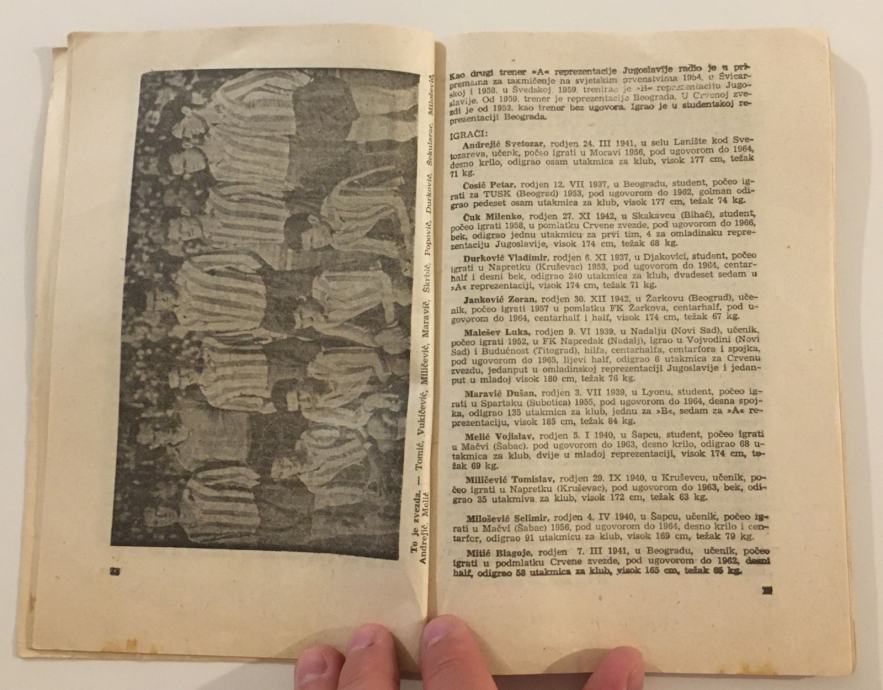 To je zvezda. — Tomić, Vukičević, Miličević, Maravić, Škrbić, Popović, Durković, Šekularac, Milošević,
Andrejić, Melić
Kao drugi trener »A« reprezentacije Jugoslavije radio je u pri-
premama za takmičenje na svjetskim prvenstvima 1954. u Švicar-
skoj i 1958. u Švedskoj. 1959. trenirao je »B« reprezentaciju Jugo-
slavije. Od 1959. trener je reprezentacije Beograda. U Crvenoj zve-
zdi je od 1952. kao trener bez ugovora. Igrao je u studentskoj re-
prezentaciji Beograda.
IGRAČI:
Andrejić Svetozar, rodjen 24. III 1941, u selu Lanište kod Sve-
tozareva, učenk, počeo igrati u Moravi 1956, pod ugovorom do 1964,
desno krilo, odigrao osam utakmica za klub, visok 177 cm, težak
71 kg.
Ćosić Petar, rodjen 12. VII 1937, u Beogradu, student, počeo ig-
rati za TUSK (Beograd) 1953, pod ugovorom do 1962, golman odi-
grao pedeset osam utakmica za klub, visok 177 cm, težak 74 kg.
Čuk Milenko, rodjen 27. XI 1942, u Skakavcu (Bihać), student,
počeo igrati 1958, u pomlatku Crvene zvezde, pod ugovorom do 1966,
bek, odigrao jednu utakmicu za prvi tim, 4 za omladinsku repre-
zentaciju Jugoslavije, visok 174 cm, težak 68 kg.
Durković Vladimir, rodjen 6. XI 1937, u Djakovici, student, počeo
igrati u Napretku (Kruševac) 1953, pod ugovorom do 1964, centar-
half i desni bek, odigrao 240 utakmica za klub, dvadeset sedam u
»A« reprezentaciji, visok 174 cm, težak 71 kg.
Janković Zoran, rodjen 30. XII 1942, u Žarkovu (Beograd), uče-
nik, počeo igrati 1957 u pomlatku FK Žarkova, centarhalf, pod u-
govorom do 1964, centarhalf i half, visok 174 cm, težak 67 kg.
Malešev Luka, rodjen 9. VI 1939, u Nadalju (Novi Sad), učenik,
počeo igrati 1952, u FK Napredak (Nadalj), igrao u Vojvodini (Novi
Sad) i Budućnost (Titograd), hilfa, centarhalfa, centarfora i spojka,
pod ugovorom do 1965, lijevi half, odigrao 6 utakmica za Crvenu
zvezdu, jedanput u omladinskoj reprezentaciji Jugoslavije i jedan-
put u mladoj visok 180 cm, težak 76 kg.
Maravić Dušan, rodjen 3. VII 1939, u Lyonu, student, počeo ig-
rati u Spartaku (Subotica) 1955, pod ugovorom do 1964, desna spoj-
ka, odigrao 135 utakmica za klub, jednu za »B«, sedam za »A« re-
prezentaciju, visok 185 cm, težak 84 kg.
Melić Vojislav, rodjen 5. I 1940, u Šapcu, student, počeo igrati
u Mačvi (Šabac). pod ugovorom do 1963, desno krilo, odigrao 68 u-
takmica za klub, dvije u mladoj reprezentaciji, visok 174 cm, te-
žak 69 kg.
Miličević Tomislav, rodjen 29. IX 1940, u Kruševcu, učenik, po-
čeo igrati u Napretku (Kruševac), pod ugovorom do 1963, bek, odi-
grao 35 utakmiva za klub, visok 172 cm, težak 63 kg.
Milošević Selimir, rodjen 4. IV 1940, u Šapcu, učenik, počeo ig-
rati u Mačvi (Šabac) 1956, pod ugovorom do 1964, desno krilo i cen-
tarfor, odigrao 91 utakmicu za klub, visok 169 cm, težak 79 kg.
Mitić Blagoje, rodjen 7. III 1941, u Beogradu, učenik, počeo
igrati u podmlatku Crvene zvezde, pod ugovorom do 1962, desni
half, odigrao 58 utakmica za klub, visok 165 cm, težak 65 kg.